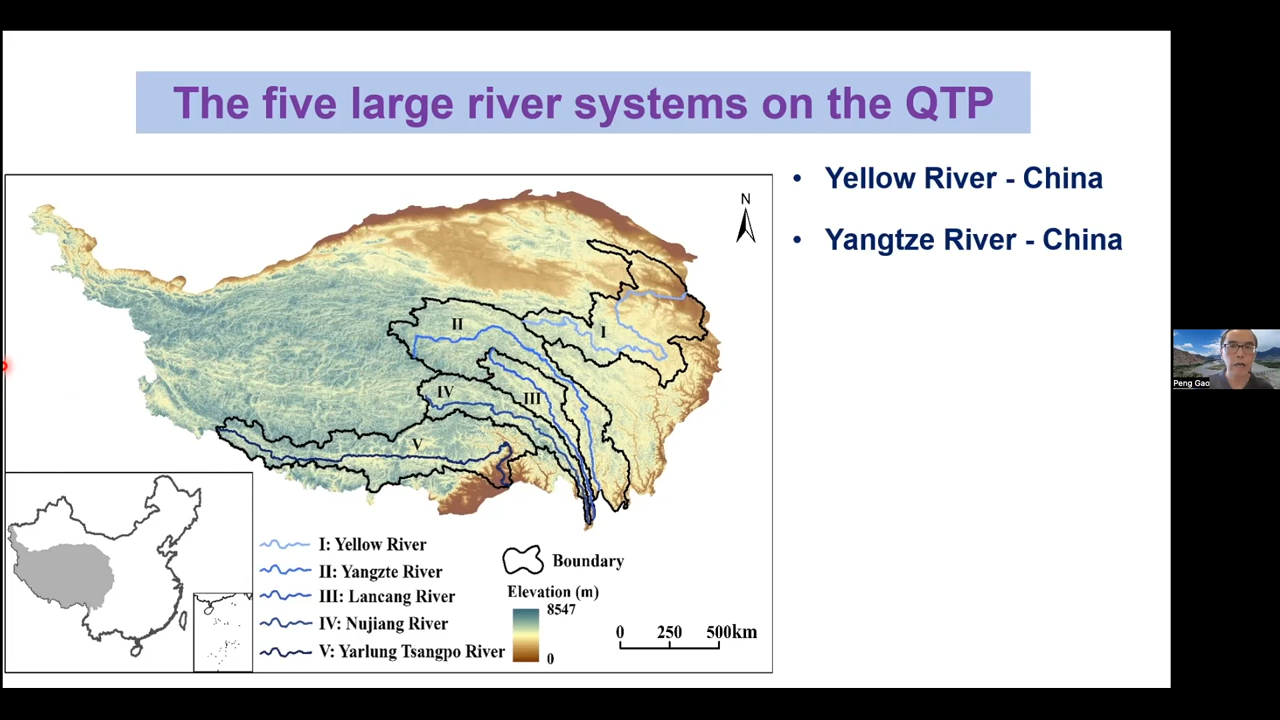 The five large river systems on the QTP
• Yellow River - China
• Yangtze River - China
N
I
II
III
IV
V
I: Yellow River
II: Yangzte River
III: Lancang River
IV: Nujiang River
V: Yarlung Tsangpo River
Boundary
Elevation (m)
8547
0
0 250 500km
Peng Gao